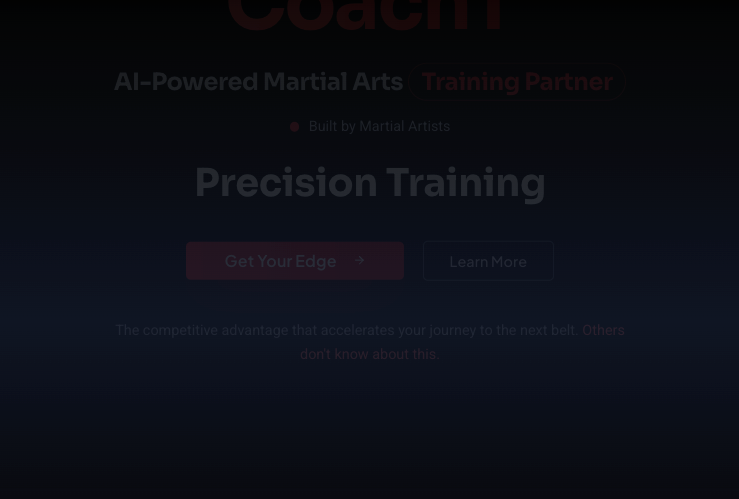 Coach
AI-Powered Martial Arts Training Partner
Built by Martial Artists
Precision Training
Get Your Edge →
Learn More
The competitive advantage that accelerates your journey to the next belt. Others
don't know about this.